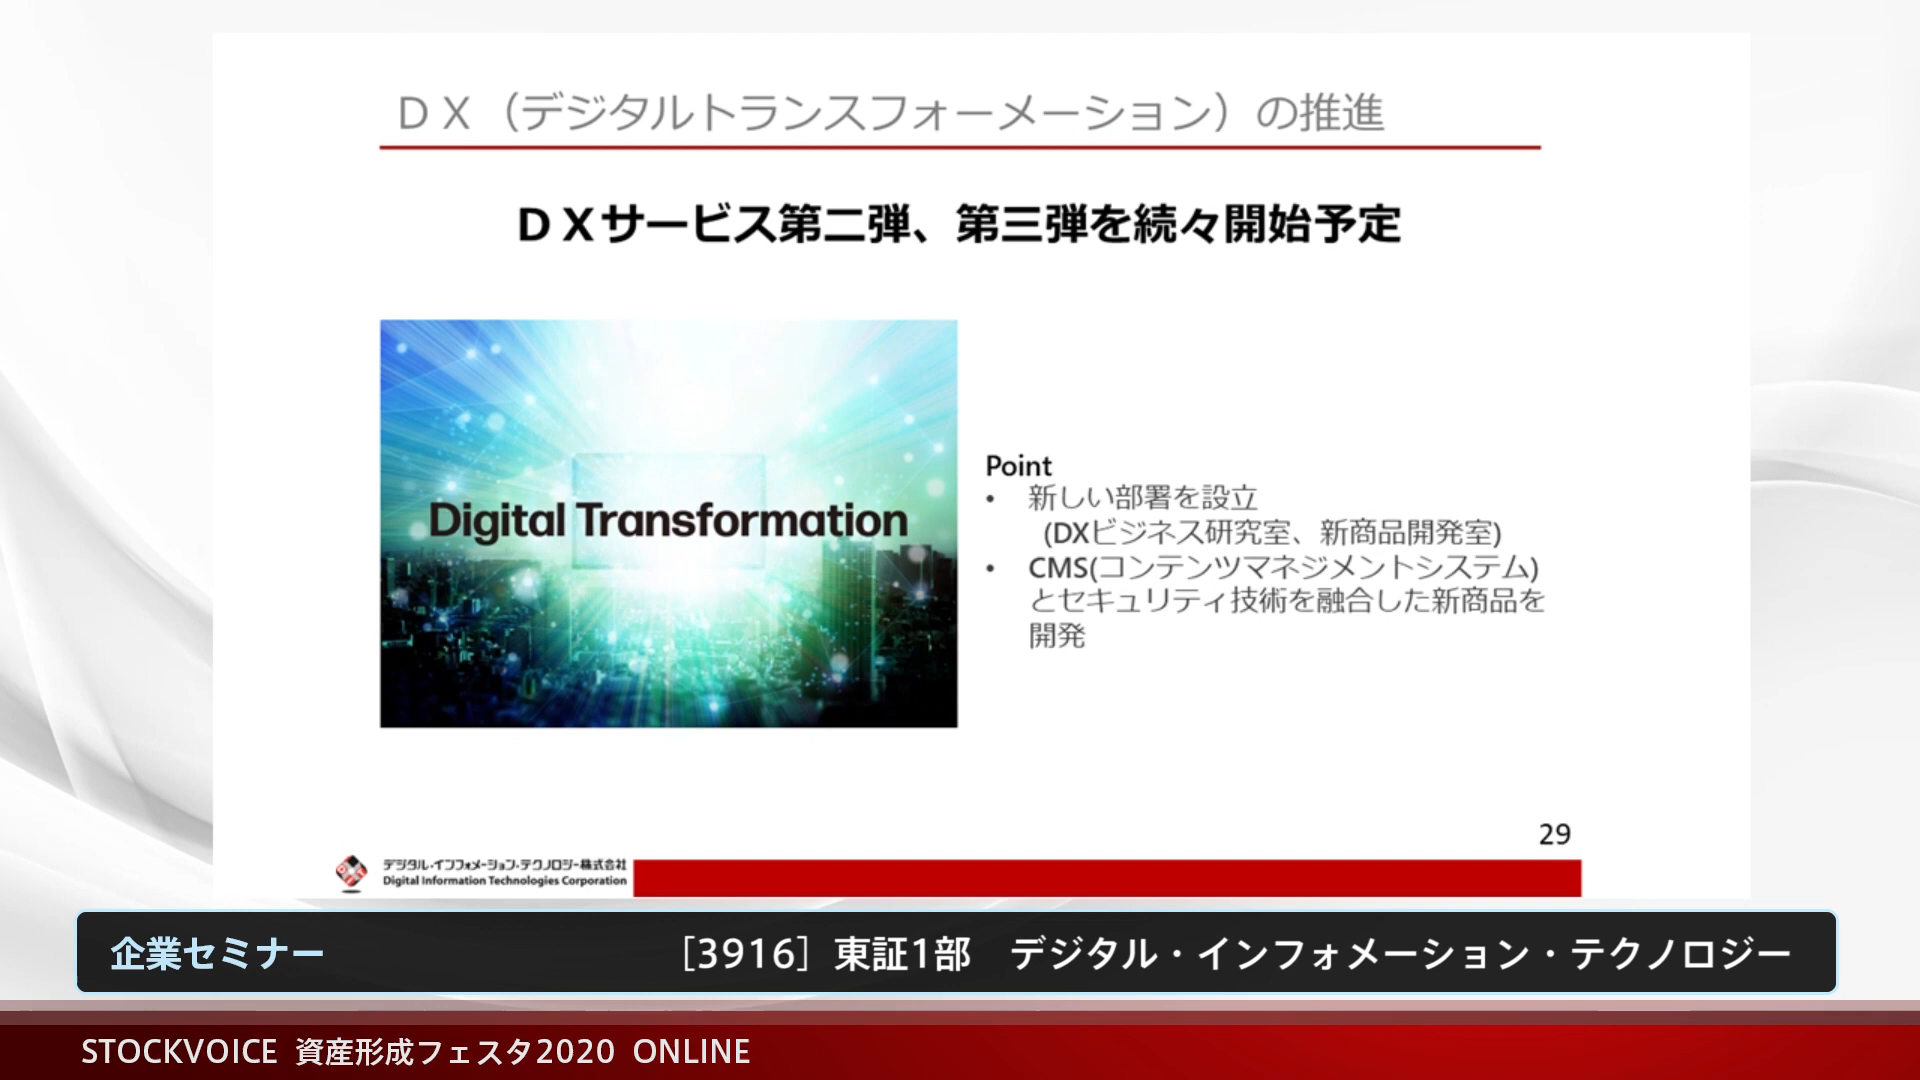 ＤＸ（デジタルトランスフォーメーション）の推進
ＤＸサービス第二弾、第三弾を続々開始予定
Digital Transformation
Point
• 新しい部署を設立
(DXビジネス研究室、新商品開発室)
• CMS(コンテンツマネジメントシステム)
とセキュリティ技術を融合した新商品を
開発
29
デジタル・インフォメーション・テクノロジー株式会社
Digital Information Technologies Corporation
企業セミナー ［3916］東証1部　デジタル・インフォメーション・テクノロジー
STOCKVOICE 資産形成フェスタ2020 ONLINE